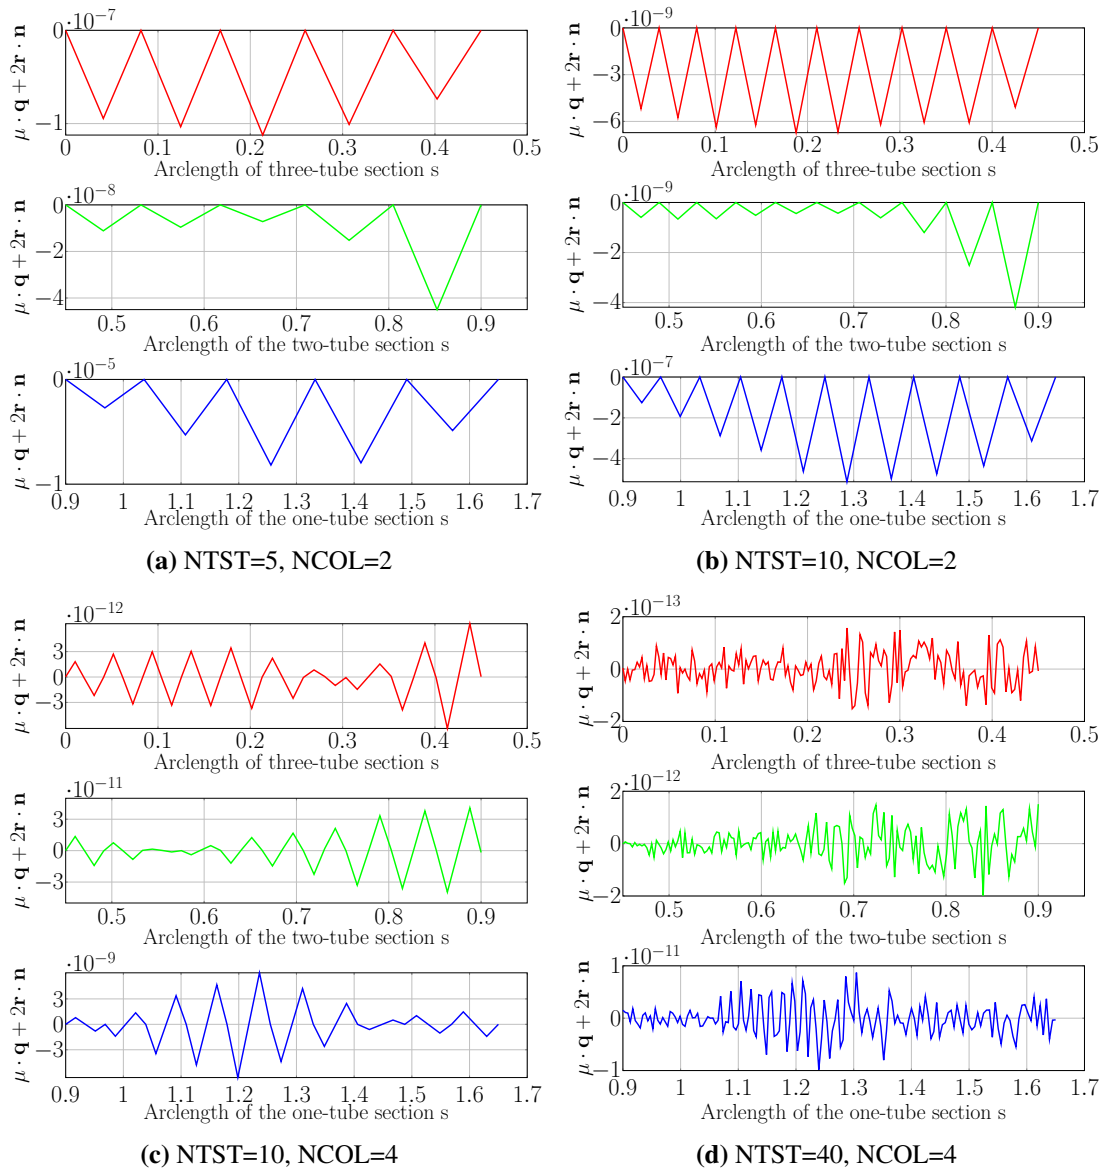 ·10⁻⁷
μ · q + 2r · n
0
−1
0 0.1 0.2 0.3 0.4 0.5
Arclength of three-tube section s
·10⁻⁸
μ · q + 2r · n
0
−2
−4
0.5 0.6 0.7 0.8 0.9
Arclength of the two-tube section s
·10⁻⁵
μ · q + 2r · n
0
−1
0.9 1 1.1 1.2 1.3 1.4 1.5 1.6 1.7
Arclength of the one-tube section s
(a) NTST=5, NCOL=2
·10⁻⁹
μ · q + 2r · n
0
−3
−6
0 0.1 0.2 0.3 0.4 0.5
Arclength of three-tube section s
·10⁻⁹
μ · q + 2r · n
0
−2
−4
0.5 0.6 0.7 0.8 0.9
Arclength of the two-tube section s
·10⁻⁷
μ · q + 2r · n
0
−2
−4
0.9 1 1.1 1.2 1.3 1.4 1.5 1.6 1.7
Arclength of the one-tube section s
(b) NTST=10, NCOL=2
·10⁻¹²
μ · q + 2r · n
3
0
−3
0 0.1 0.2 0.3 0.4 0.5
Arclength of three-tube section s
·10⁻¹¹
μ · q + 2r · n
3
0
−3
0.5 0.6 0.7 0.8 0.9
Arclength of the two-tube section s
·10⁻⁹
μ · q + 2r · n
3
0
−3
0.9 1 1.1 1.2 1.3 1.4 1.5 1.6 1.7
Arclength of the one-tube section s
(c) NTST=10, NCOL=4
·10⁻¹³
μ · q + 2r · n
2
0
−2
0 0.1 0.2 0.3 0.4 0.5
Arclength of three-tube section s
·10⁻¹²
μ · q + 2r · n
2
0
−2
0.5 0.6 0.7 0.8 0.9
Arclength of the two-tube section s
·10⁻¹¹
μ · q + 2r · n
1
0
−1
0.9 1 1.1 1.2 1.3 1.4 1.5 1.6 1.7
Arclength of the one-tube section s
(d) NTST=40, NCOL=4